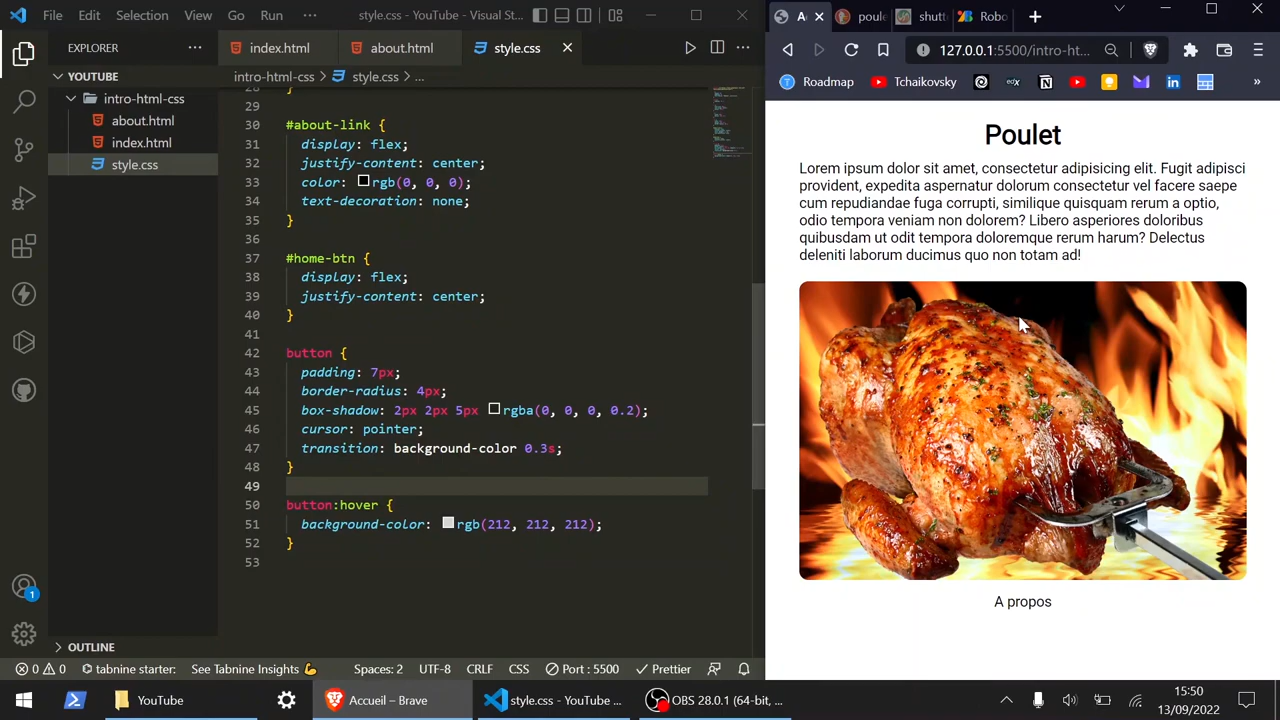 File Edit Selection View Go Run ··· style.css - YouTube - Visual St...
EXPLORER
YOUTUBE
intro-html-css
about.html
index.html
style.css
OUTLINE
index.html about.html style.css
intro-html-css > style.css > ...
28 }
29
30 #about-link {
31 display: flex;
32 justify-content: center;
33 color: rgb(0, 0, 0);
34 text-decoration: none;
35 }
36
37 #home-btn {
38 display: flex;
39 justify-content: center;
40 }
41
42 button {
43 padding: 7px;
44 border-radius: 4px;
45 box-shadow: 2px 2px 5px rgba(0, 0, 0, 0.2);
46 cursor: pointer;
47 transition: background-color 0.3s;
48 }
49
50 button:hover {
51 background-color: rgb(212, 212, 212);
52 }
53
1
0 0 tabnine starter: See Tabnine Insights 💪 Spaces: 2 UTF-8 CRLF CSS Port : 5500 Prettier
poule shutt Robo
127.0.0.1:5500/intro-ht...
Roadmap Tchaikovsky edX »
Poulet
Lorem ipsum dolor sit amet, consectetur adipisicing elit. Fugit adipisci
provident, expedita aspernatur dolorum consectetur vel facere saepe
cum repudiandae fuga corrupti, similique quisquam rerum a optio,
odio tempora veniam non dolorem? Libero asperiores doloribus
quibusdam ut odit tempora doloremque rerum harum? Delectus
deleniti laborum ducimus quo non totam ad!
A propos
YouTube Accueil – Brave style.css - YouTube ... OBS 28.0.1 (64-bit, ...
15:50
13/09/2022